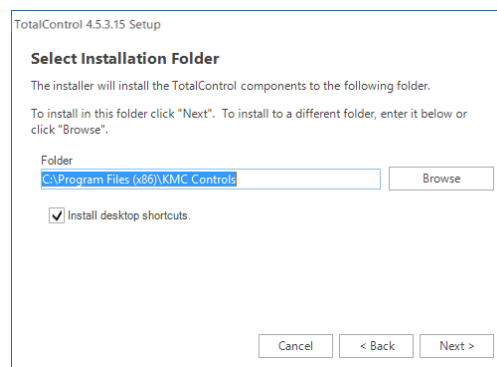 TotalControl 4.5.3.15 Setup
Select Installation Folder
The installer will install the TotalControl components to the following folder.
To install in this folder click "Next".  To install to a different folder, enter it below or
click "Browse".
Folder
C:\Program Files (x86)\KMC Controls
Browse
Install desktop shortcuts.
Cancel
< Back
Next >